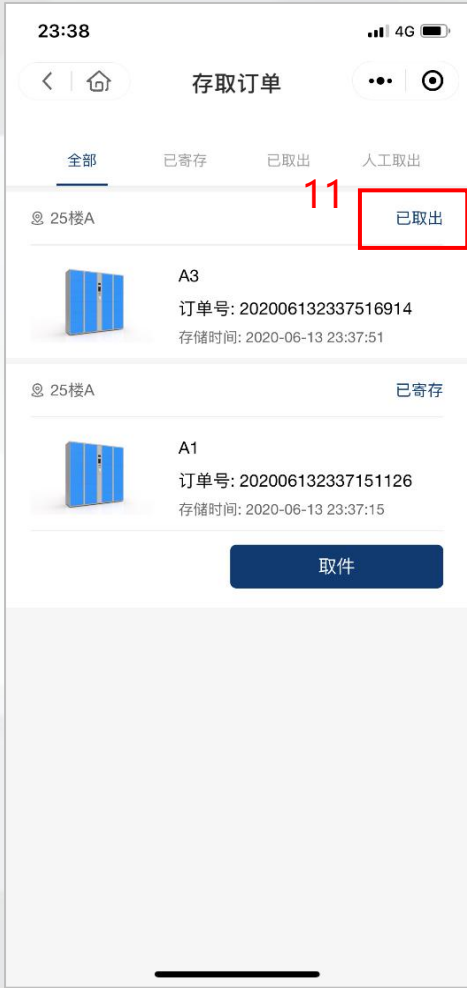 23:38 4G
存取订单
全部 已寄存 已取出 人工取出
11
25楼A 已取出
A3
订单号: 202006132337516914
存储时间: 2020-06-13 23:37:51
25楼A 已寄存
A1
订单号: 202006132337151126
存储时间: 2020-06-13 23:37:15
取件